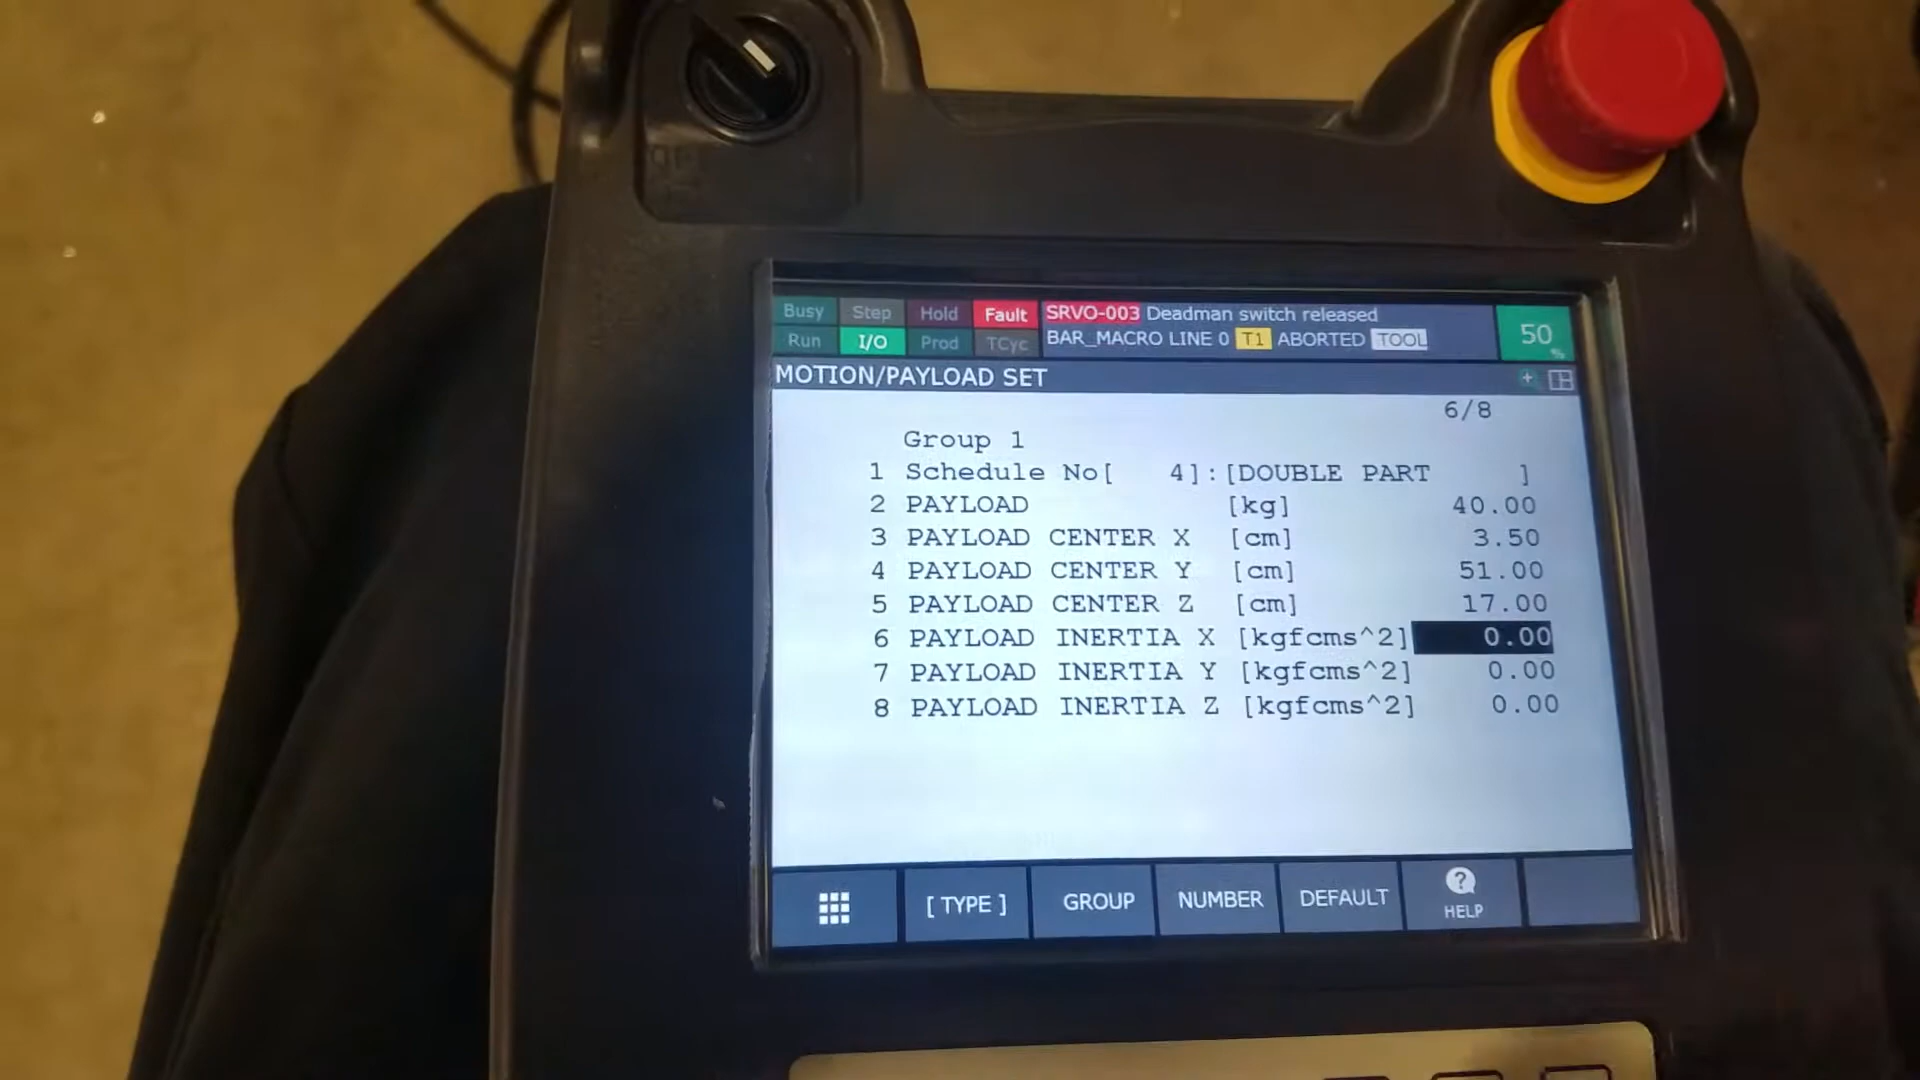 OFF
Busy Step Hold Fault SRVO-003 Deadman switch released
Run I/O Prod TCyc BAR_MACRO LINE 0 T1 ABORTED TOOL 50 %
MOTION/PAYLOAD SET
6/8
Group 1
1 Schedule No[ 4]:[DOUBLE PART ]
2 PAYLOAD [kg] 40.00
3 PAYLOAD CENTER X [cm] 3.50
4 PAYLOAD CENTER Y [cm] 51.00
5 PAYLOAD CENTER Z [cm] 17.00
6 PAYLOAD INERTIA X [kgfcms^2] 0.00
7 PAYLOAD INERTIA Y [kgfcms^2] 0.00
8 PAYLOAD INERTIA Z [kgfcms^2] 0.00
[ TYPE ] GROUP NUMBER DEFAULT ? HELP